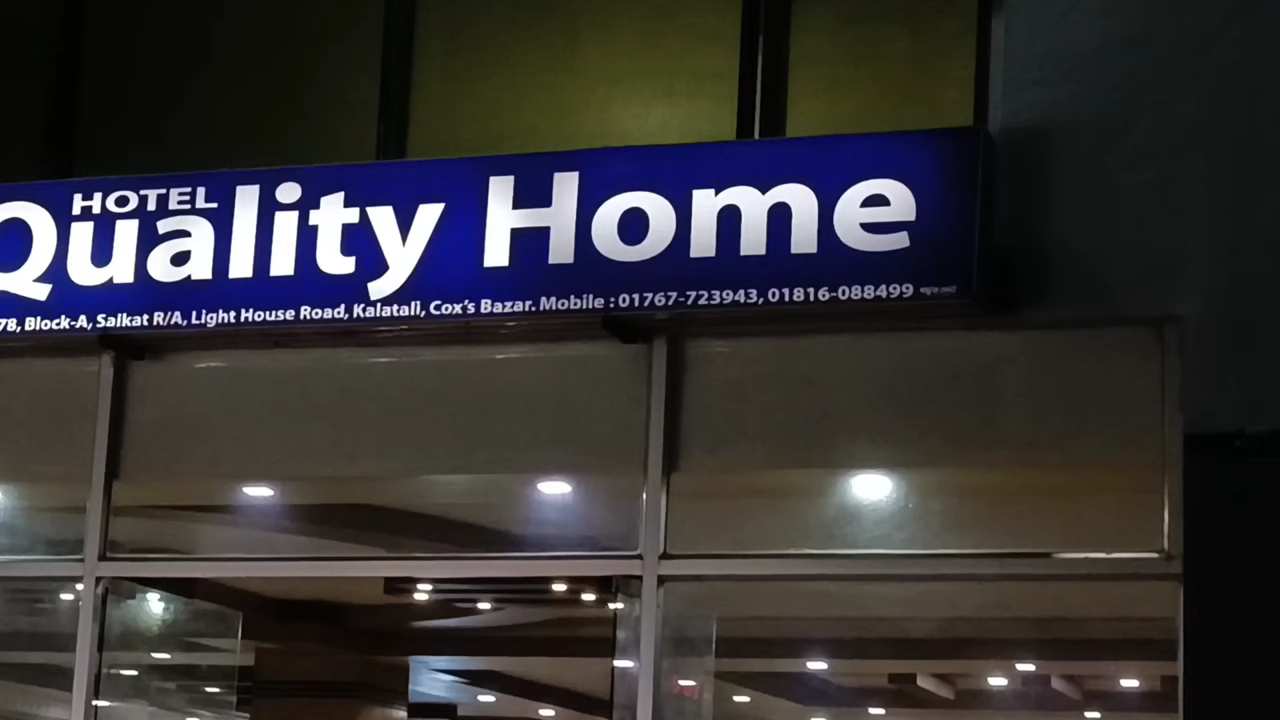 HOTEL
Quality Home
78, Block-A, Saikat R/A, Light House Road, Kalatali, Cox's Bazar. Mobile : 01767-723943, 01816-088499